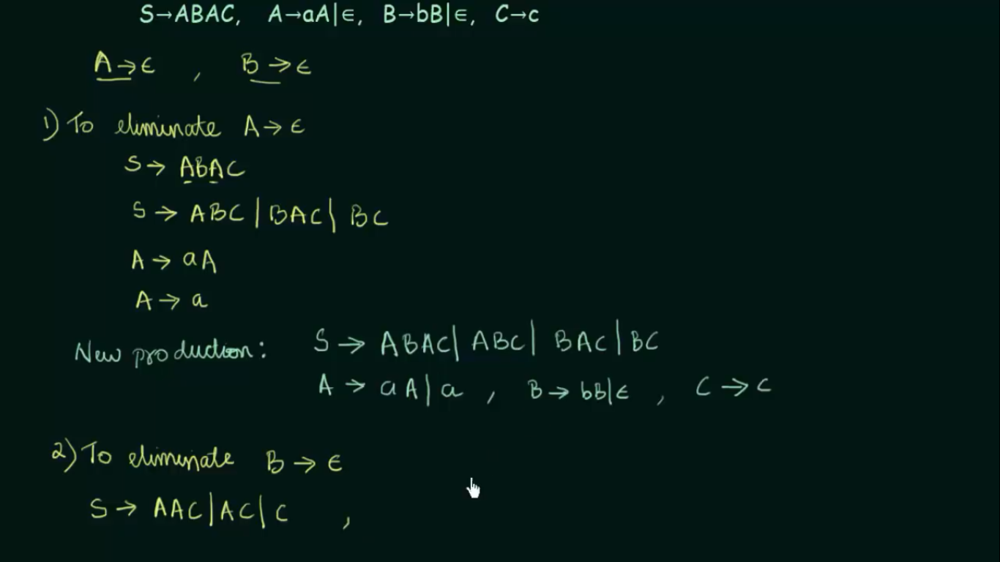 S→ABAC, A→aA|∈, B→bB|∈, C→c
A→∈ , B→∈
1) To eliminate A→∈
S→ ABAC
S→ ABC|BAC|BC
A→ aA
A→ a
New production: S→ ABAC|ABC|BAC|BC
A→ aA|a , B→bB|∈ , C→c
2) To eliminate B→∈
S→ AAC|AC|C ,